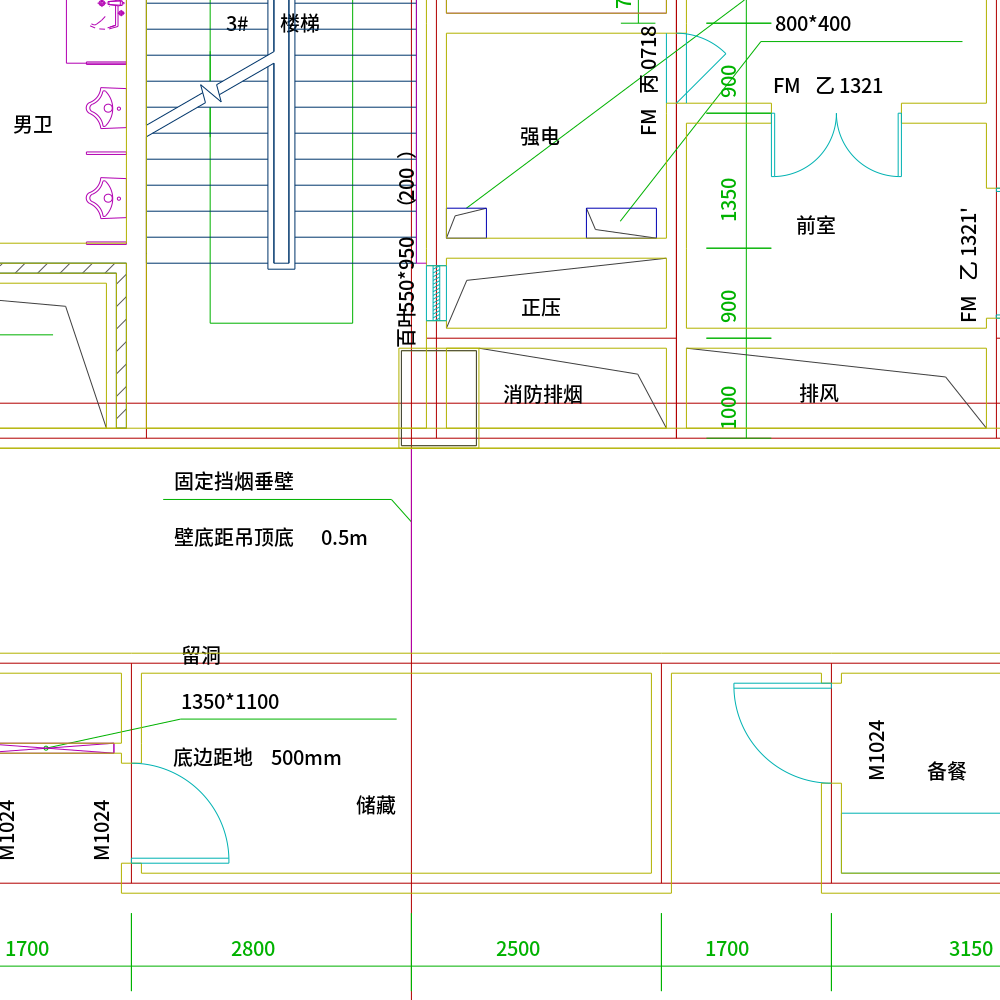 3# 楼梯
800*400
FM 丙 0718
900
FM 乙 1321
男卫
强电
(200 )
1350
前室
FM 乙 1321'
百叶550*950
正压
900
消防排烟
排风
1000
固定挡烟垂壁
壁底距吊顶底 0.5m
留洞
1350*1100
底边距地 500mm
M1024
备餐
储藏
M1024
M1024
1700
2800
2500
1700
3150